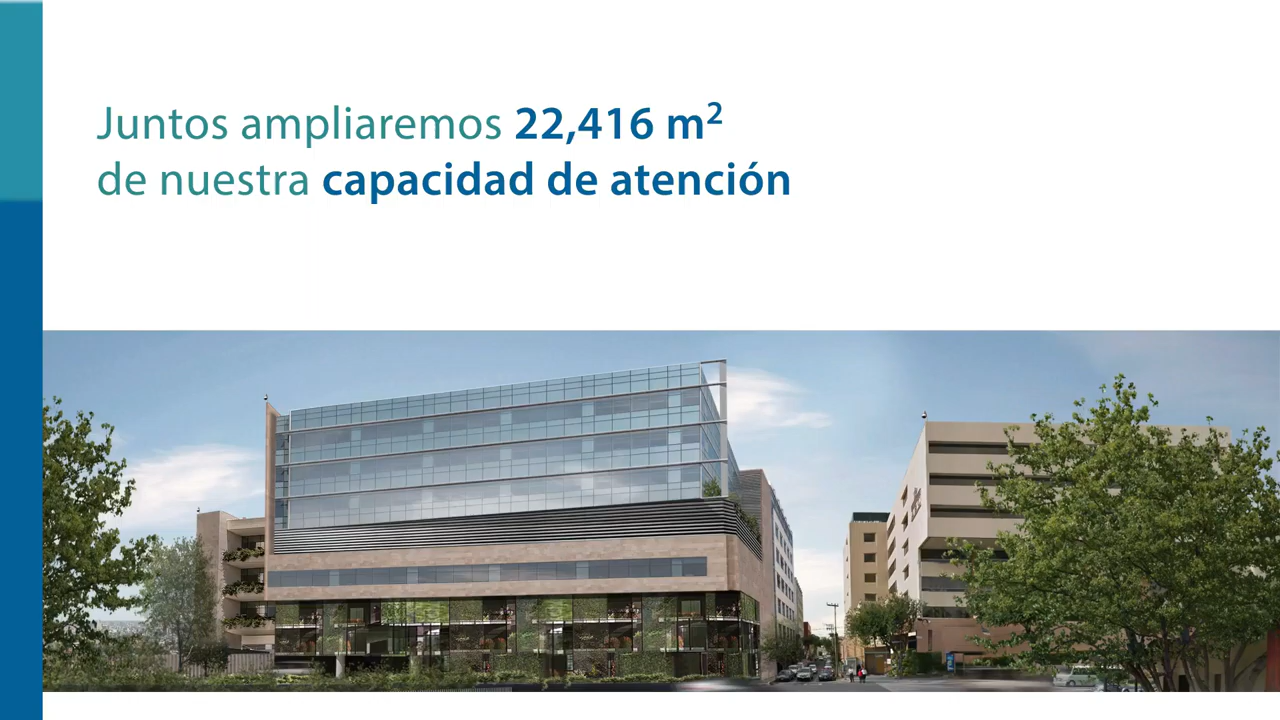 Juntos ampliaremos 22,416 m²
de nuestra capacidad de atención